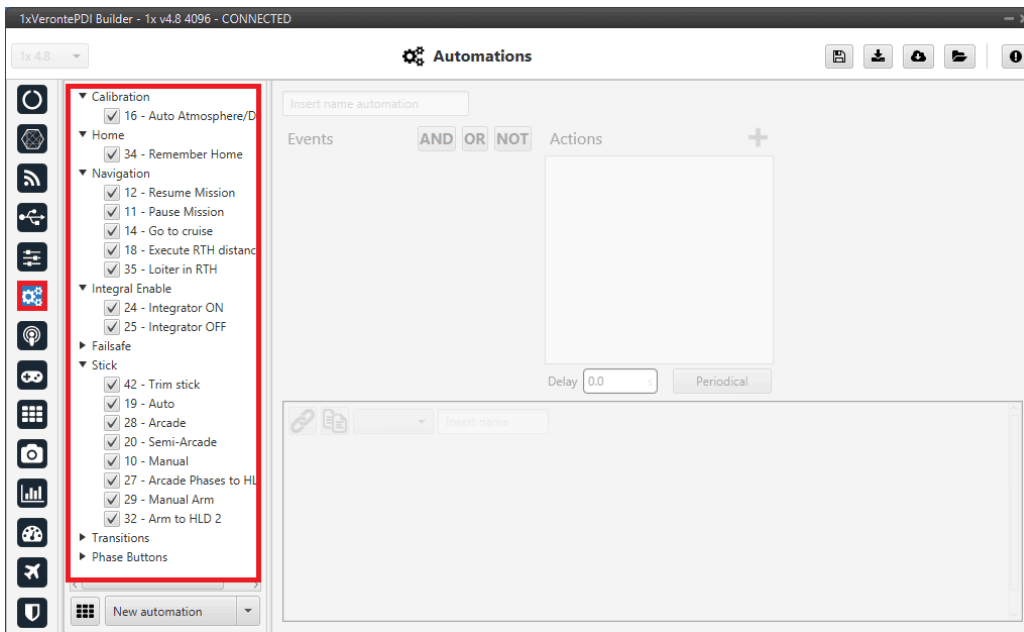 1xVerontePDI Builder - 1x v4.8 4096 - CONNECTED
1x 4.8
Automations
Calibration
16 - Auto Atmosphere/D
Home
34 - Remember Home
Navigation
12 - Resume Mission
11 - Pause Mission
14 - Go to cruise
18 - Execute RTH distanc
35 - Loiter in RTH
Integral Enable
24 - Integrator ON
25 - Integrator OFF
Failsafe
Stick
42 - Trim stick
19 - Auto
28 - Arcade
20 - Semi-Arcade
10 - Manual
27 - Arcade Phases to HL
29 - Manual Arm
32 - Arm to HLD 2
Transitions
Phase Buttons
New automation
Insert name automation
Events AND OR NOT Actions
Delay 0.0 s Periodical
Insert name